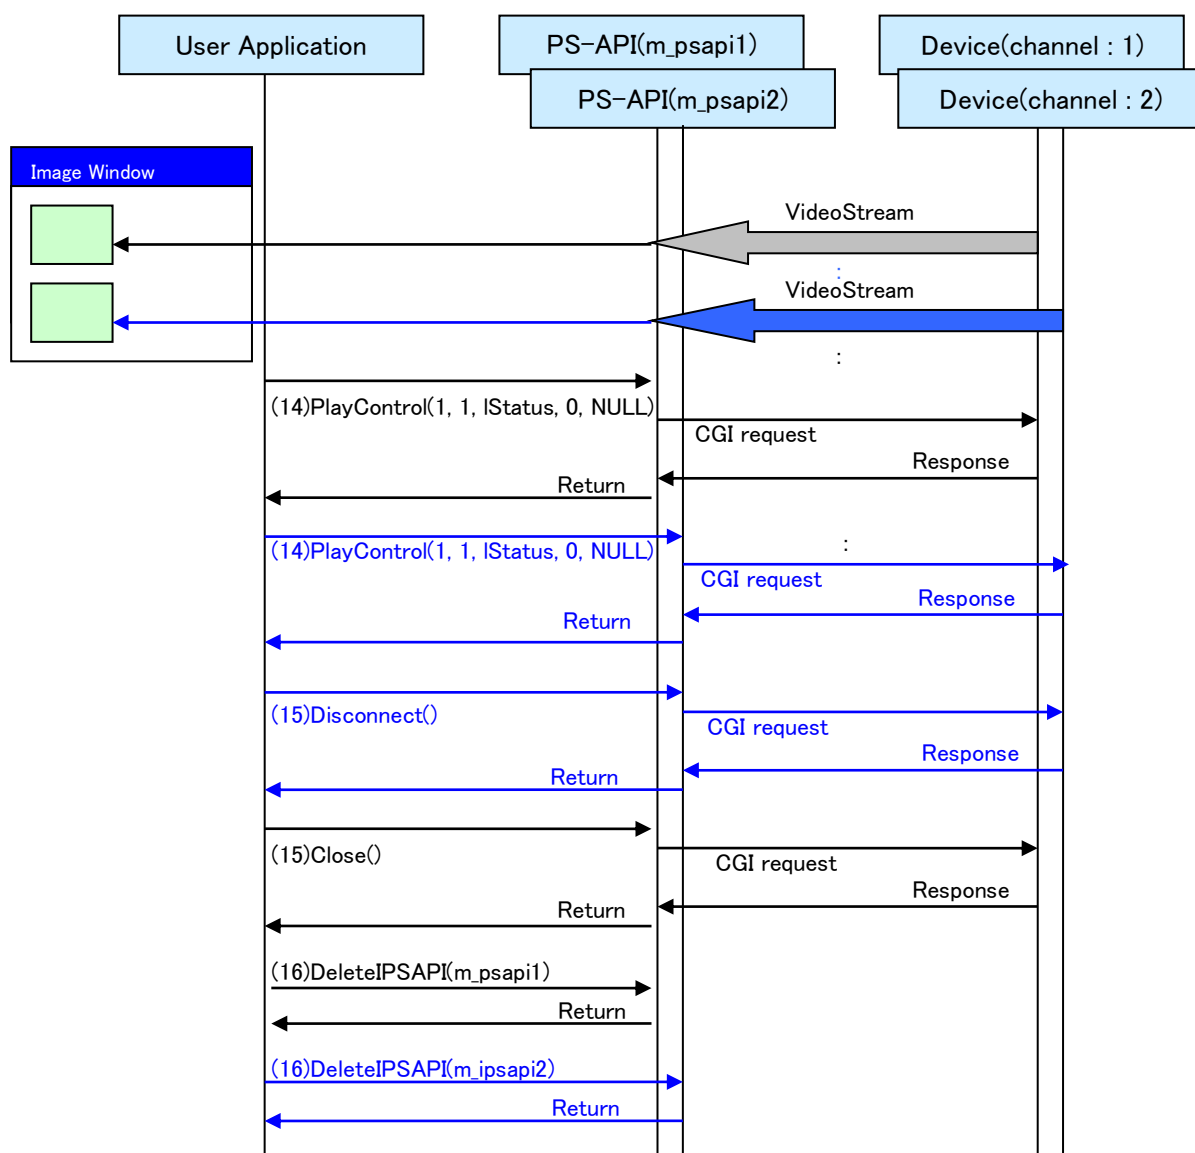 User Application
PS-API(m_psapi1)
Device(channel : 1)
PS-API(m_psapi2)
Device(channel : 2)
Image Window
VideoStream
:
VideoStream
:
(14)PlayControl(1, 1, lStatus, 0, NULL)
CGI request
Response
Return
(14)PlayControl(1, 1, lStatus, 0, NULL)
:
CGI request
Response
Return
(15)Disconnect()
CGI request
Response
Return
(15)Close()
CGI request
Response
Return
(16)DeleteIPSAPI(m_psapi1)
Return
(16)DeleteIPSAPI(m_ipsapi2)
Return